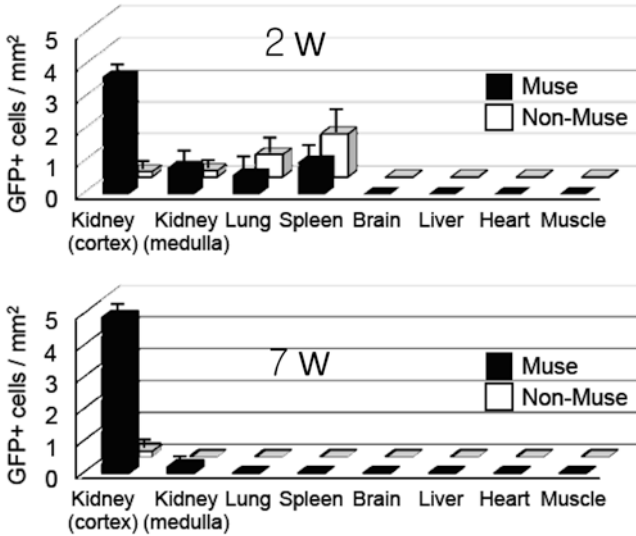 2 W
5
4
3
2
1
0
GFP+ cells / mm²
Muse
Non-Muse
Kidney Kidney Lung Spleen Brain Liver Heart Muscle
(cortex) (medulla)
7 W
5
4
3
2
1
0
GFP+ cells / mm²
Muse
Non-Muse
Kidney Kidney Lung Spleen Brain Liver Heart Muscle
(cortex) (medulla)